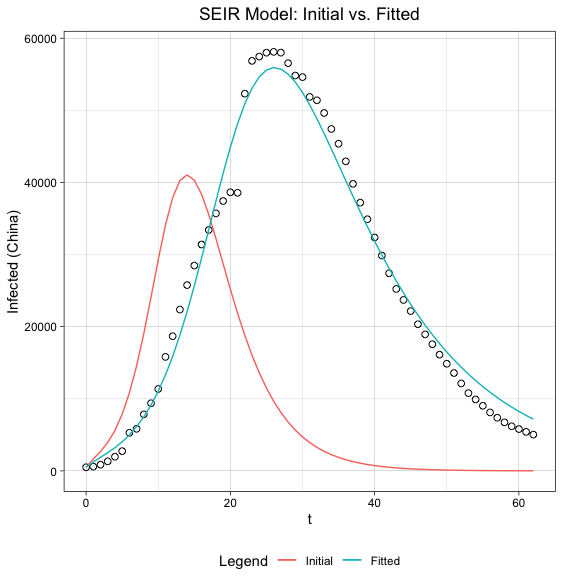 SEIR Model: Initial vs. Fitted
Infected (China)
60000
40000
20000
0
0 20 40 60
t
Legend Initial Fitted